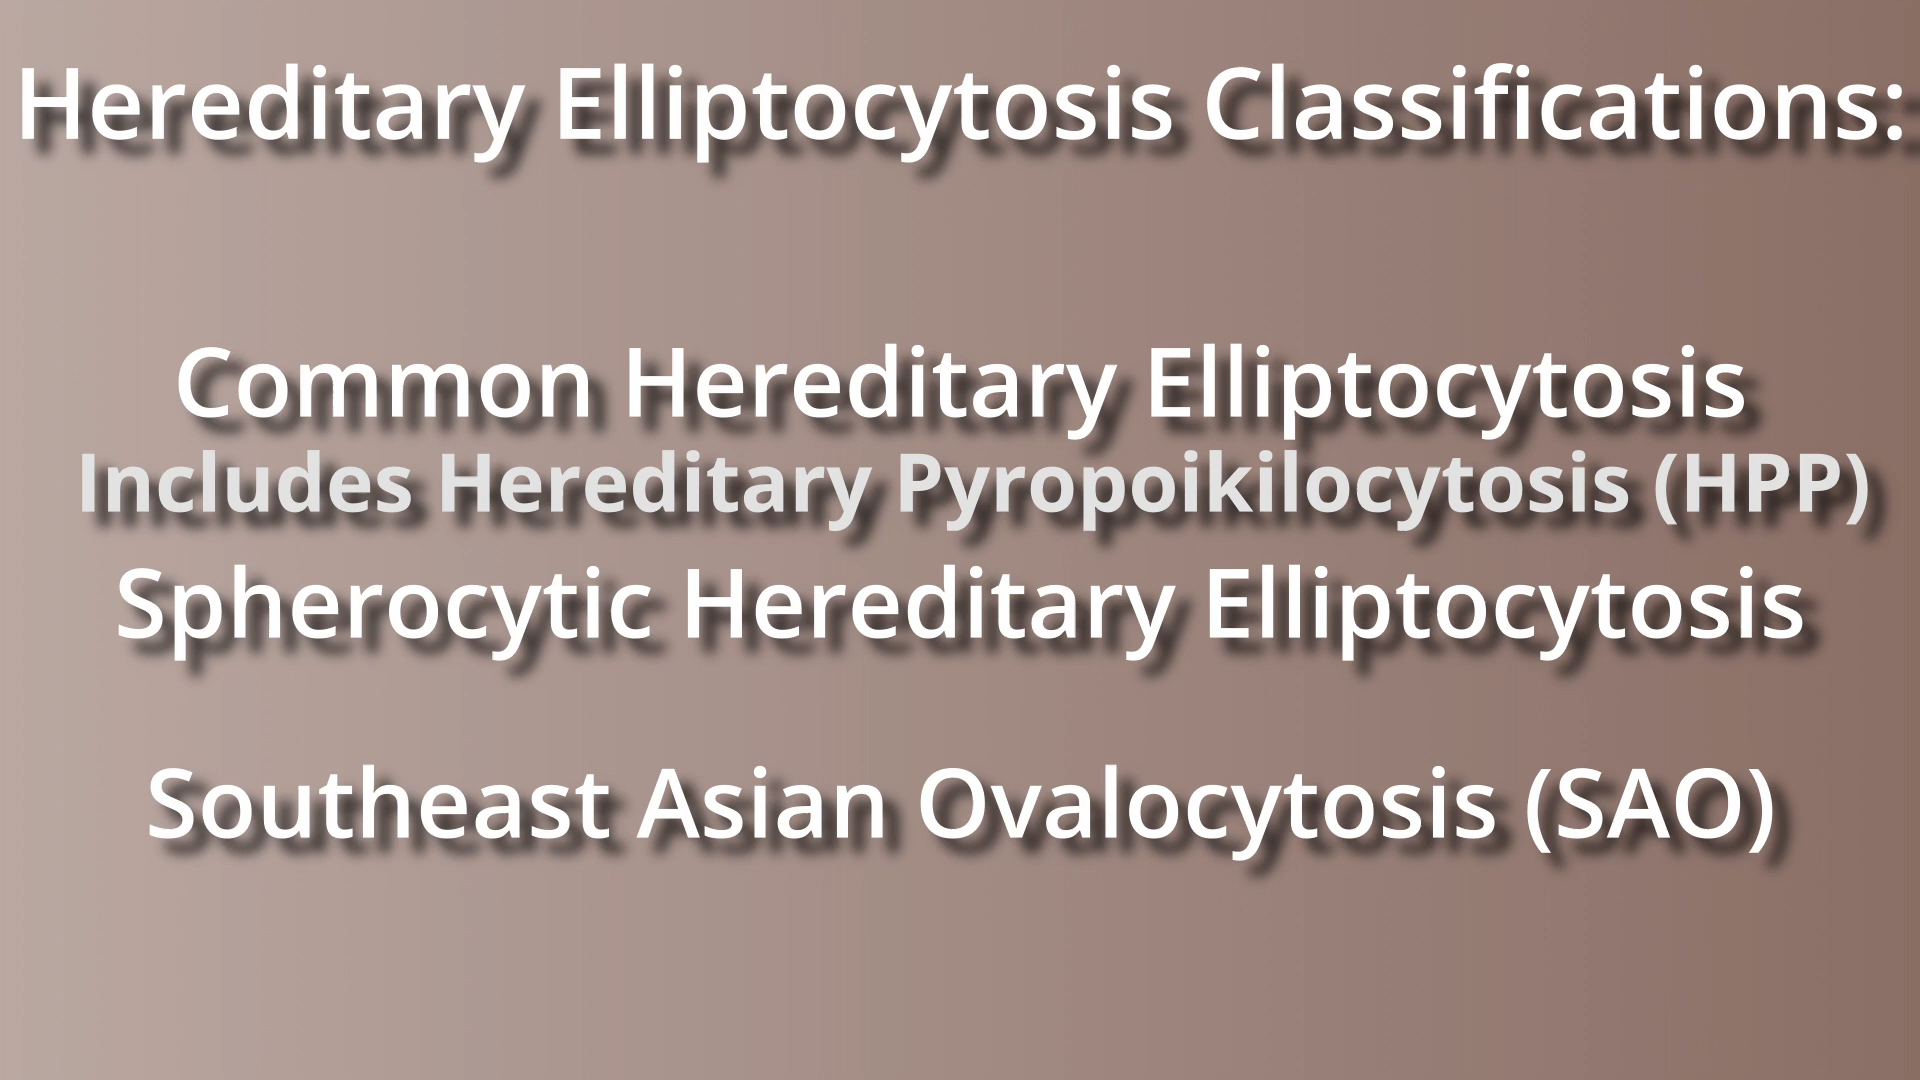 Hereditary Elliptocytosis Classifications:
Common Hereditary Elliptocytosis
Includes Hereditary Pyropoikilocytosis (HPP)
Spherocytic Hereditary Elliptocytosis
Southeast Asian Ovalocytosis (SAO)